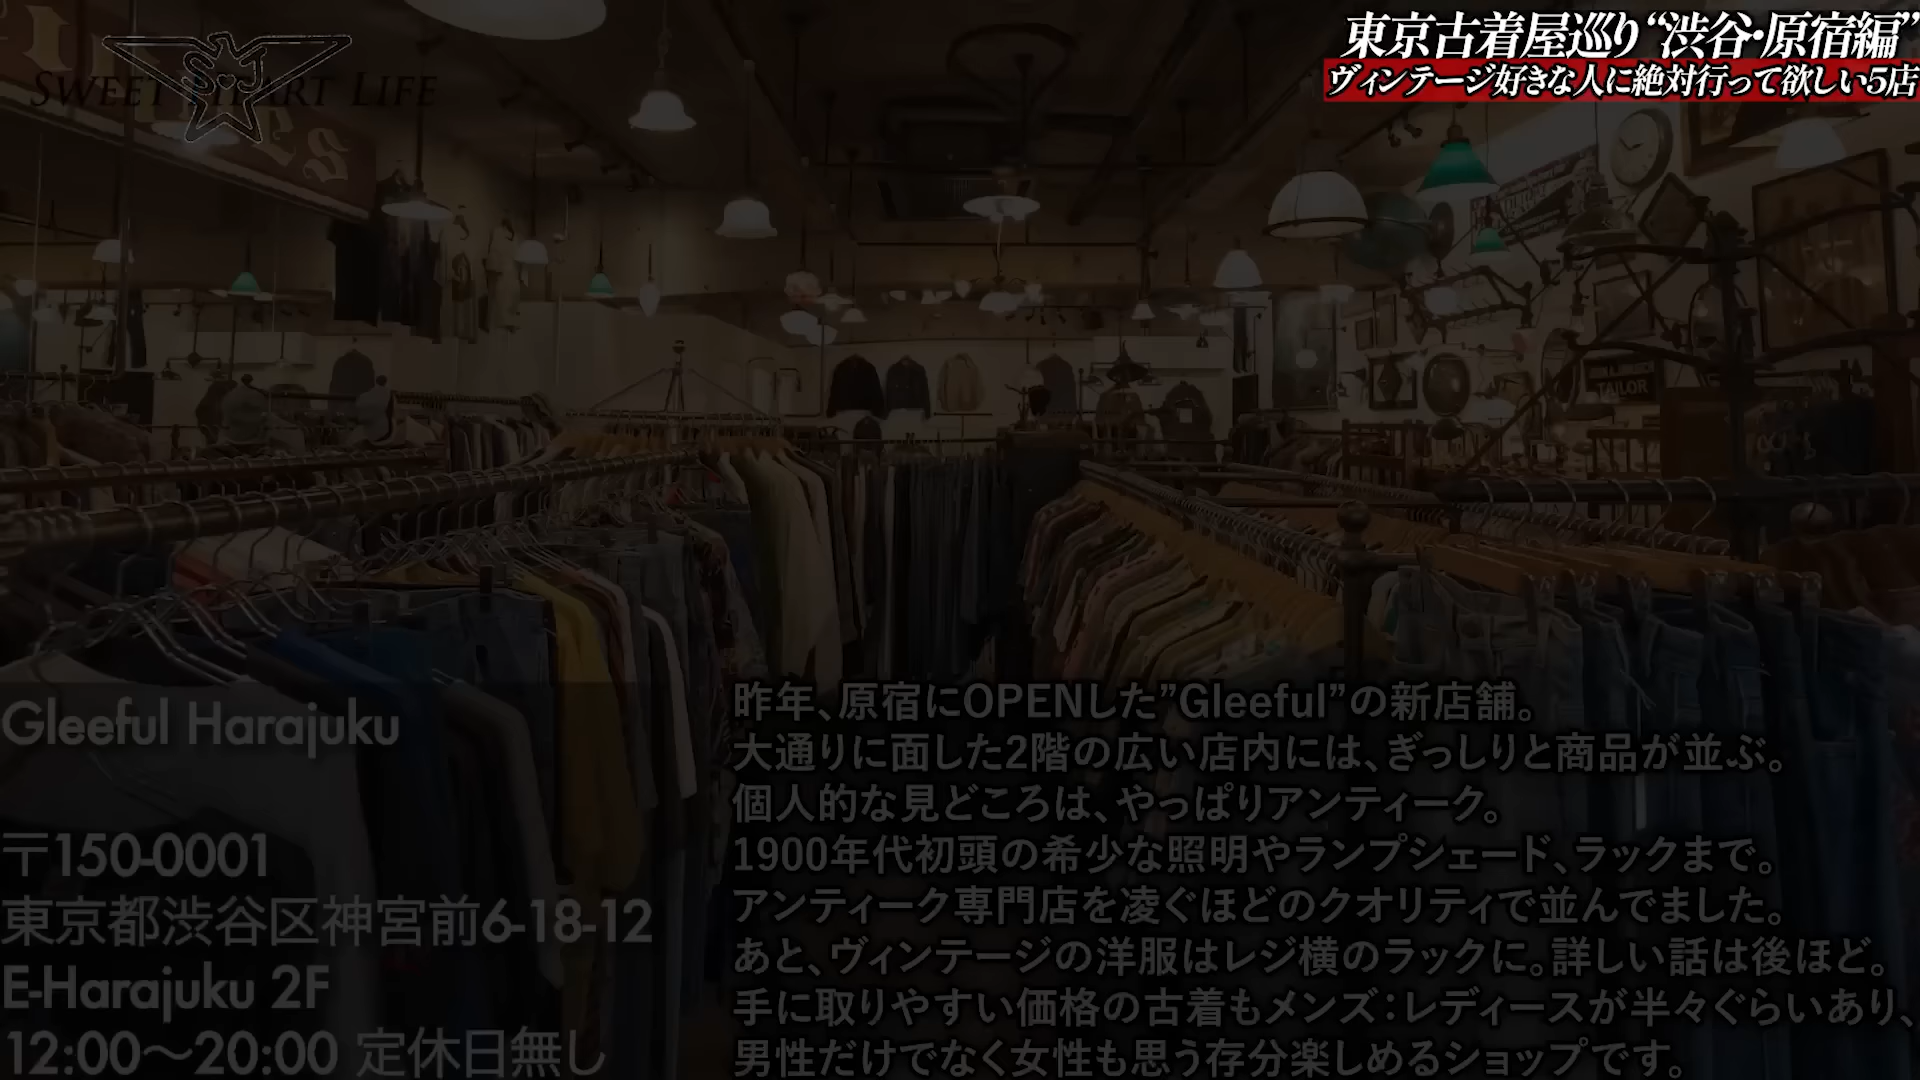 SWEET HEART LIFE
東京古着屋巡り“渋谷・原宿編”
ヴィンテージ好きな人に絶対行って欲しい5店
TAILOR
Gleeful Harajuku
〒150-0001
東京都渋谷区神宮前6-18-12
E-Harajuku 2F
12:00〜20:00 定休日無し
昨年、原宿にOPENした”Gleeful”の新店舗。
大通りに面した2階の広い店内には、ぎっしりと商品が並ぶ。
個人的な見どころは、やっぱりアンティーク。
1900年代初頭の希少な照明やランプシェード、ラックまで。
アンティーク専門店を凌ぐほどのクオリティで並んでました。
あと、ヴィンテージの洋服はレジ横のラックに。詳しい話は後ほど。
手に取りやすい価格の古着もメンズ：レディースが半々ぐらいあり、
男性だけでなく女性も思う存分楽しめるショップです。